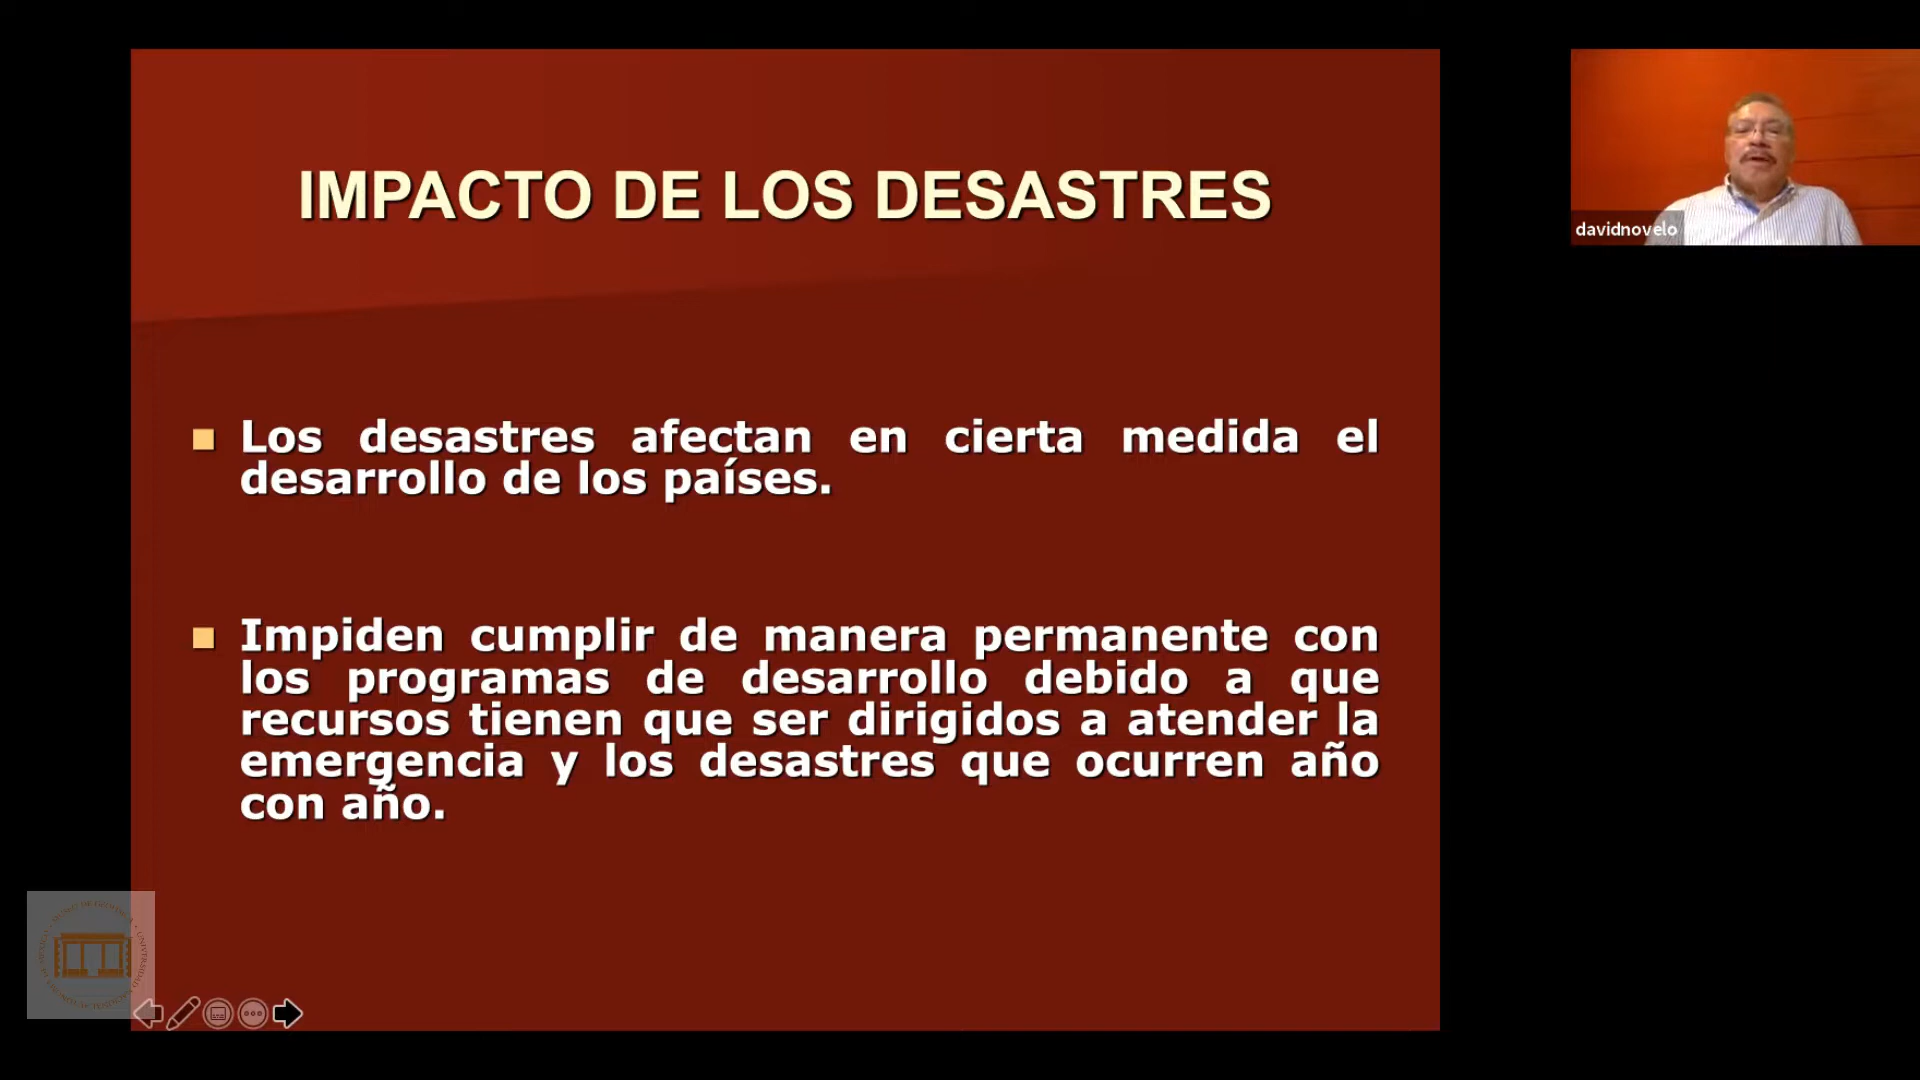 IMPACTO DE LOS DESASTRES
davidnovelo
Los desastres afectan en cierta medida el
desarrollo de los países.
Impiden cumplir de manera permanente con
los programas de desarrollo debido a que
recursos tienen que ser dirigidos a atender la
emergencia y los desastres que ocurren año
con año.